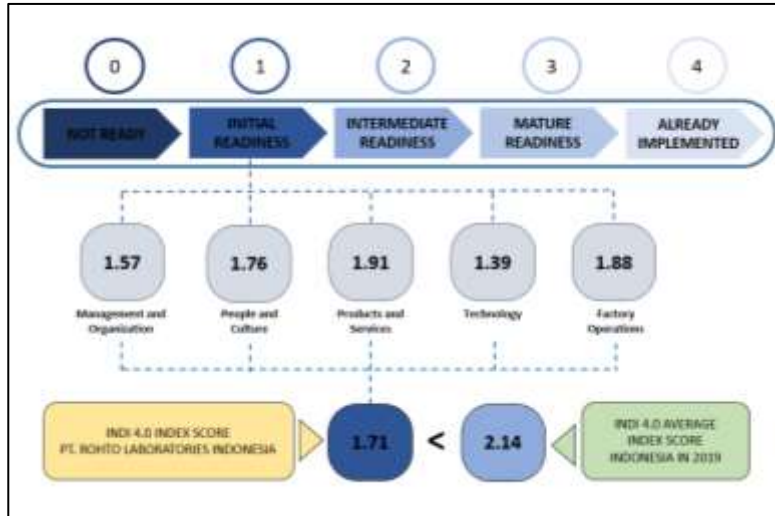 0
1
2
3
4
NOT READY
INITIAL
READINESS
INTERMEDIATE
READINESS
MATURE
READINESS
ALREADY
IMPLEMENTED
1.57
1.76
1.91
1.39
1.88
Management and
Organization
People and
Culture
Products and
Services
Technology
Factory
Operations
INDI 4.0 INDEX SCORE
PT. ROHTO LABORATORIES INDONESIA
1.71
<
2.14
INDI 4.0 AVERAGE
INDEX SCORE
INDONESIA IN 2019